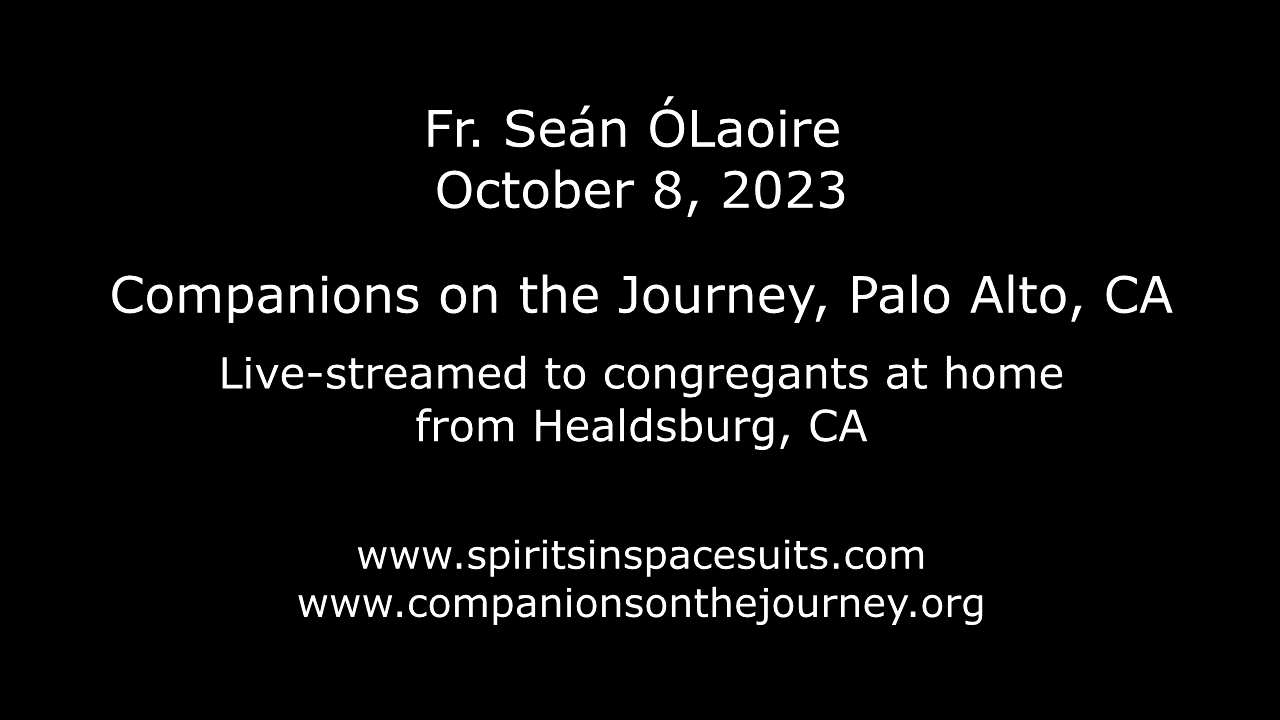 Fr. Seán ÓLaoire
October 8, 2023
Companions on the Journey, Palo Alto, CA
Live-streamed to congregants at home
from Healdsburg, CA
www.spiritsinspacesuits.com
www.companionsonthejourney.org